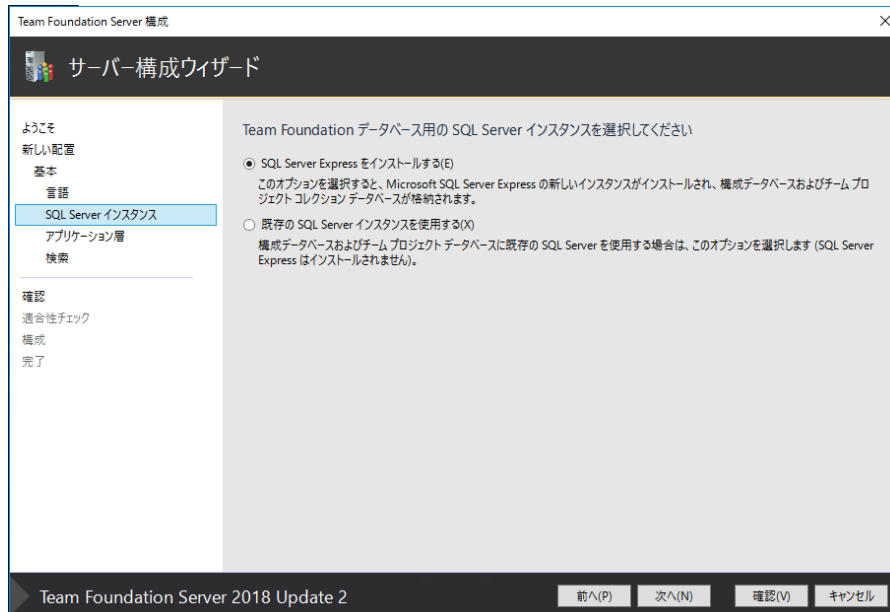 Team Foundation Server 構成
サーバー構成ウィザード
ようこそ
新しい配置
基本
言語
SQL Server インスタンス
アプリケーション層
検索
確認
適合性チェック
構成
完了
Team Foundation データベース用の SQL Server インスタンスを選択してください
SQL Server Express をインストールする(E)
このオプションを選択すると、Microsoft SQL Server Express の新しいインスタンスがインストールされ、構成データベースおよびチーム プロ
ジェクト コレクション データベースが格納されます。
既存の SQL Server インスタンスを使用する(X)
構成データベースおよびチーム プロジェクト データベースに既存の SQL Server を使用する場合は、このオプションを選択します (SQL Server
Express はインストールされません)。
Team Foundation Server 2018 Update 2
前へ(P)
次へ(N)
確認(V)
キャンセル